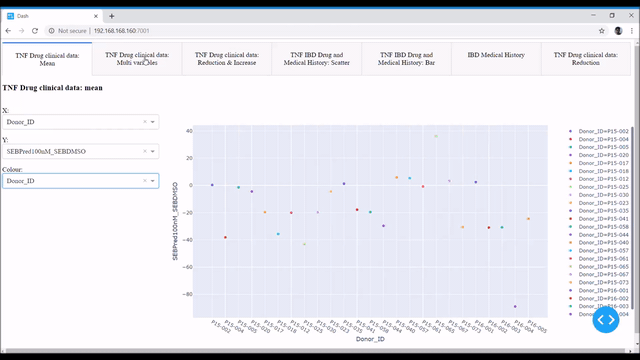 Dash
Not secure | 192.168.168.160:7001
TNF Drug clinical data:
Mean
TNF Drug clinical data:
Multi variables
TNF Drug clinical data:
Reduction & Increase
TNF IBD Drug and
Medical History: Scatter
TNF IBD Drug and
Medical History: Bar
IBD Medical History
TNF Drug clinical data:
Reduction
TNF Drug clinical data: mean
X:
Donor_ID
Y:
SEBPred100nM_SEBDMSO
Colour:
Donor_ID
SEBPred100nM_SEBDMSO
40
20
0
−20
−40
−60
−80
P15-002
P15-004
P15-005
P15-020
P15-017
P15-018
P15-012
P15-025
P15-030
P15-023
P15-035
P15-041
P15-058
P15-044
P15-040
P15-057
P15-061
P15-065
P15-067
P15-073
P16-001
P16-002
P16-003
P16-004
P16-005
Donor_ID
Donor_ID=P15-002
Donor_ID=P15-004
Donor_ID=P15-005
Donor_ID=P15-020
Donor_ID=P15-017
Donor_ID=P15-018
Donor_ID=P15-012
Donor_ID=P15-025
Donor_ID=P15-030
Donor_ID=P15-023
Donor_ID=P15-035
Donor_ID=P15-041
Donor_ID=P15-058
Donor_ID=P15-044
Donor_ID=P15-040
Donor_ID=P15-057
Donor_ID=P15-061
Donor_ID=P15-065
Donor_ID=P15-067
Donor_ID=P15-073
Donor_ID=P16-001
Donor_ID=P16-002
Donor_ID=P16-003
Donor_ID=P16-004